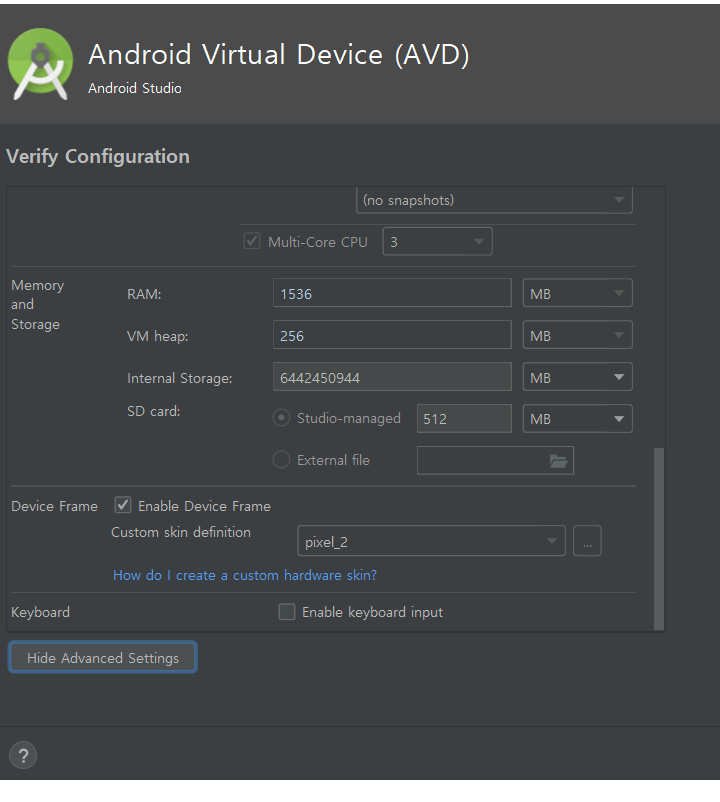 Android Virtual Device (AVD)
Android Studio
Verify Configuration
(no snapshots)
Multi-Core CPU 3
Memory and Storage
RAM: 1536 MB
VM heap: 256 MB
Internal Storage: 6442450944 MB
SD card: Studio-managed 512 MB
External file
Device Frame Enable Device Frame
Custom skin definition pixel_2 ...
How do I create a custom hardware skin?
Keyboard Enable keyboard input
Hide Advanced Settings
?